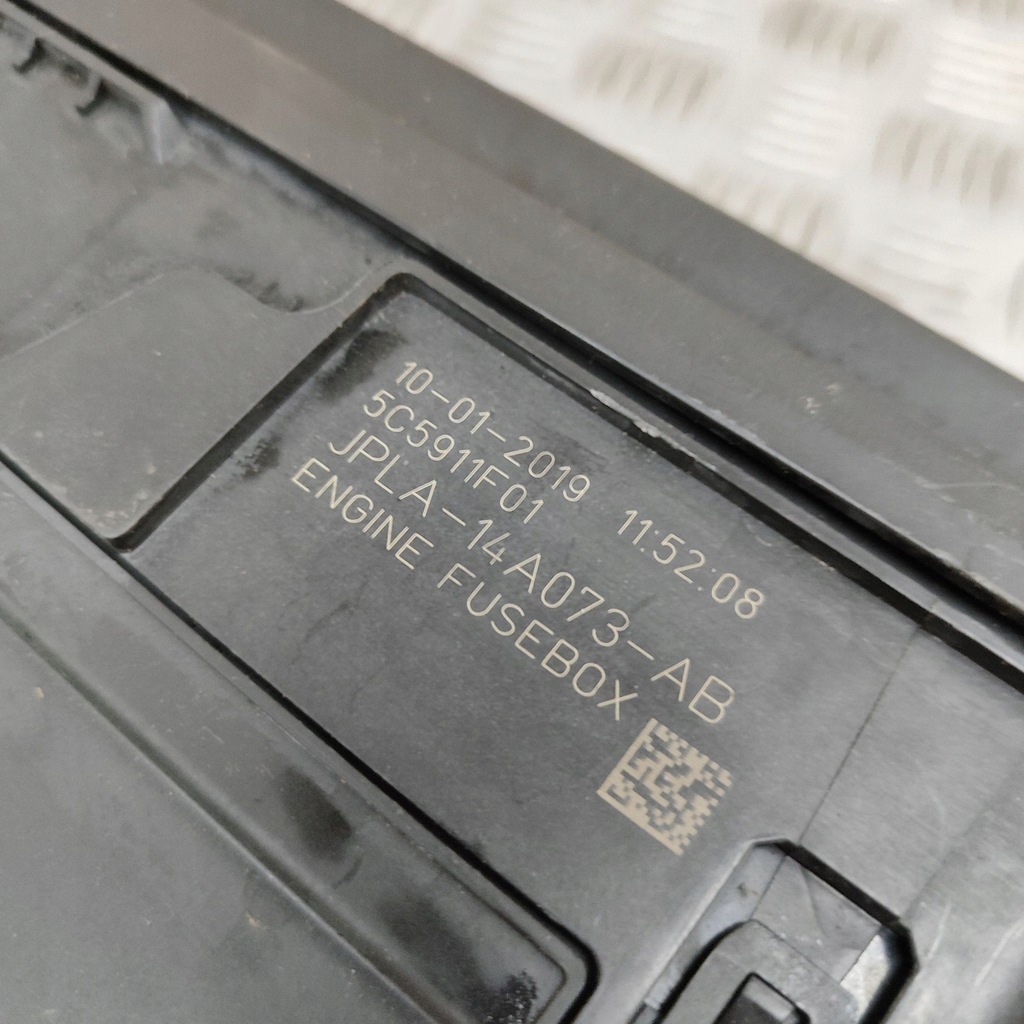 10-01-2019 11:52:08
5C5911F01
JPLA-14A073-AB
ENGINE FUSEBOX